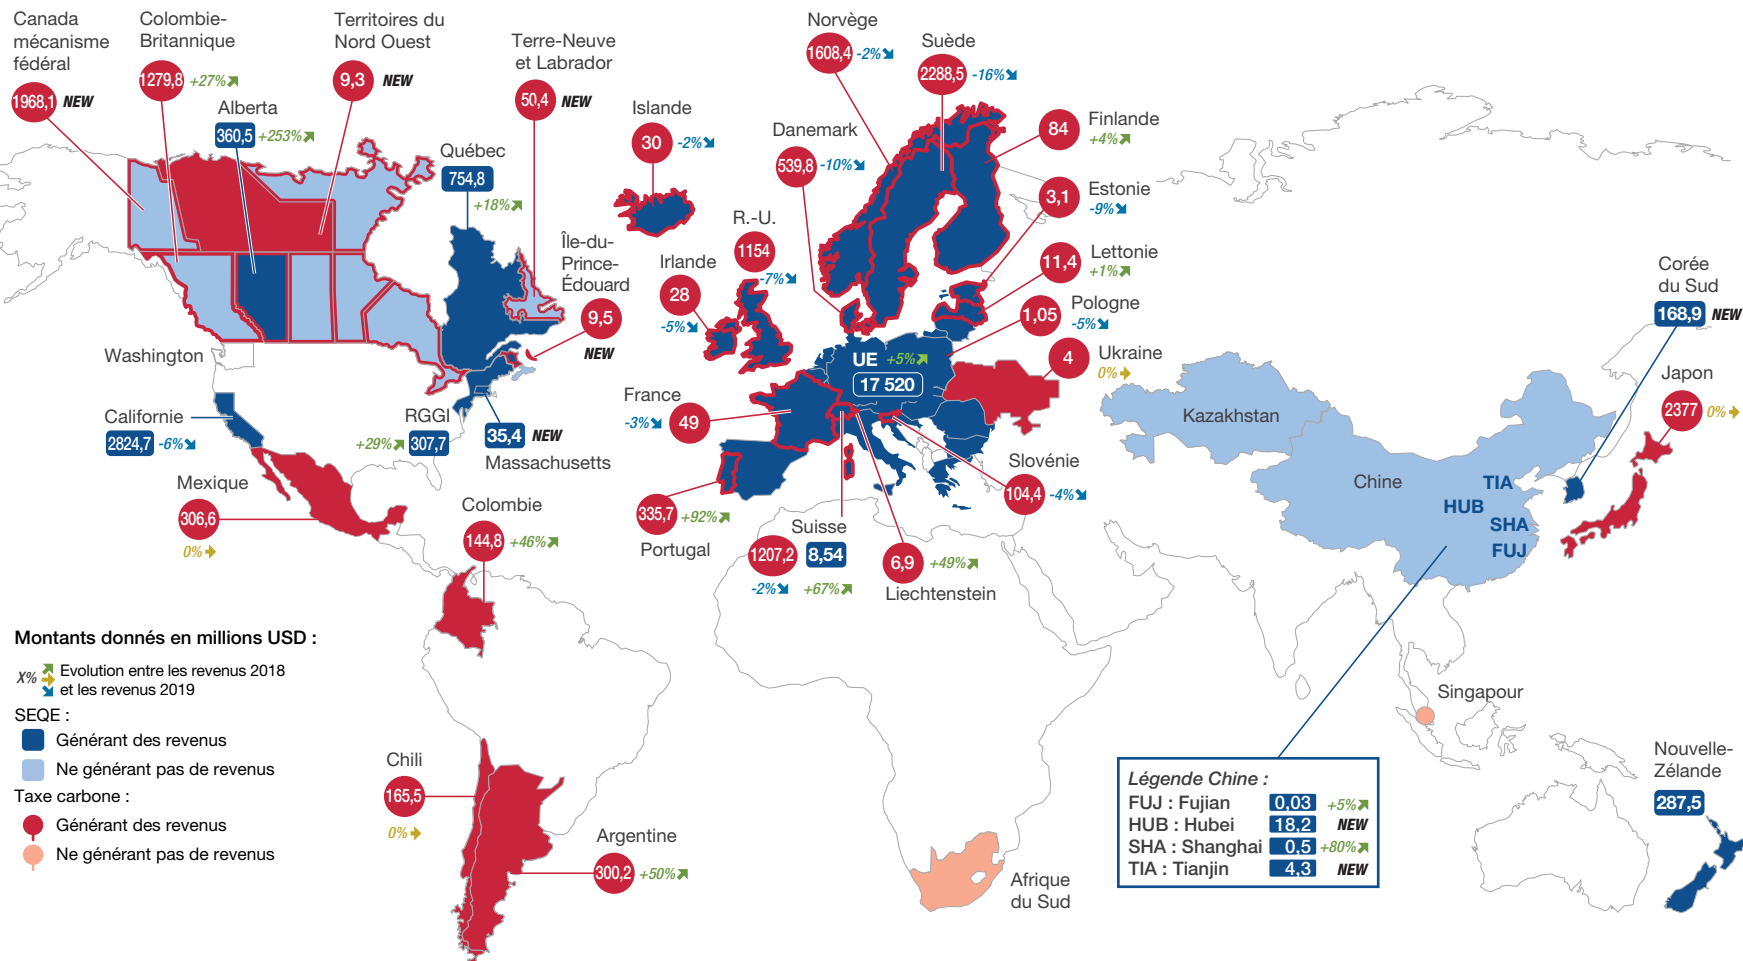 Canada
mécanisme
fédéral
1968,1 NEW
Colombie-
Britannique
1279,8 +27%
Alberta
360,5 +253%
Territoires du
Nord Ouest
9,3 NEW
Terre-Neuve
et Labrador
50,4 NEW
Québec
754,8
+18%
Île-du-
Prince-
Édouard
9,5
NEW
Washington
Californie
2824,7 -6%
RGGI
+29% 307,7
35,4 NEW
Massachusetts
Mexique
306,6
0%
Colombie
144,8 +46%
Chili
165,5
0%
Argentine
300,2 +50%
Islande
30 -2%
R.-U.
1154
-7%
Irlande
28
-5%
Norvège
1608,4 -2%
Suède
2288,5 -16%
Danemark
539,8 -10%
Finlande
84
+4%
Estonie
3,1
-9%
Lettonie
11,4
+1%
Pologne
1,05
-5%
Ukraine
4
0%
UE +5%
17 520
France
-3% 49
Slovénie
104,4 -4%
335,7 +92%
Portugal
Suisse
1207,2 8,54
-2% +67%
6,9 +49%
Liechtenstein
Kazakhstan
Chine
TIA
HUB
SHA
FUJ
Corée
du Sud
168,9 NEW
Japon
2377 0%
Singapour
Nouvelle-
Zélande
287,5
Afrique
du Sud
Légende Chine :
FUJ : Fujian 0,03 +5%
HUB : Hubei 18,2 NEW
SHA : Shanghai 0,5 +80%
TIA : Tianjin 4,3 NEW
Montants donnés en millions USD :
X% Evolution entre les revenus 2018
et les revenus 2019
SEQE :
Générant des revenus
Ne générant pas de revenus
Taxe carbone :
Générant des revenus
Ne générant pas de revenus